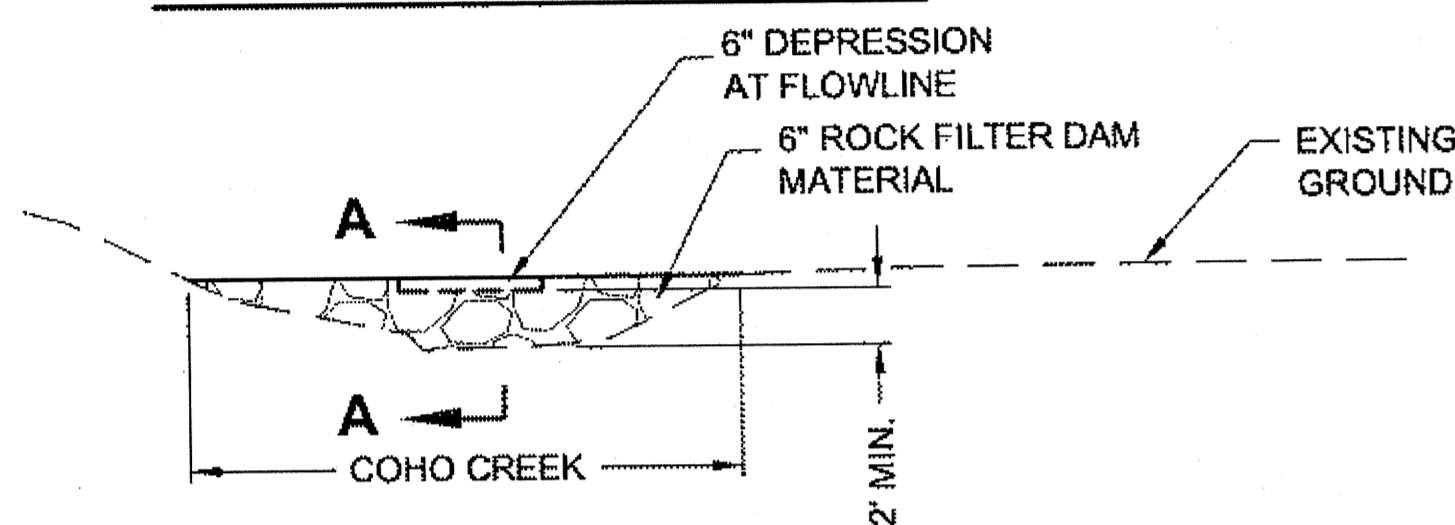 6" DEPRESSION
AT FLOWLINE
6" ROCK FILTER DAM
MATERIAL
EXISTING
GROUND
A
A
COHO CREEK
2' MIN.